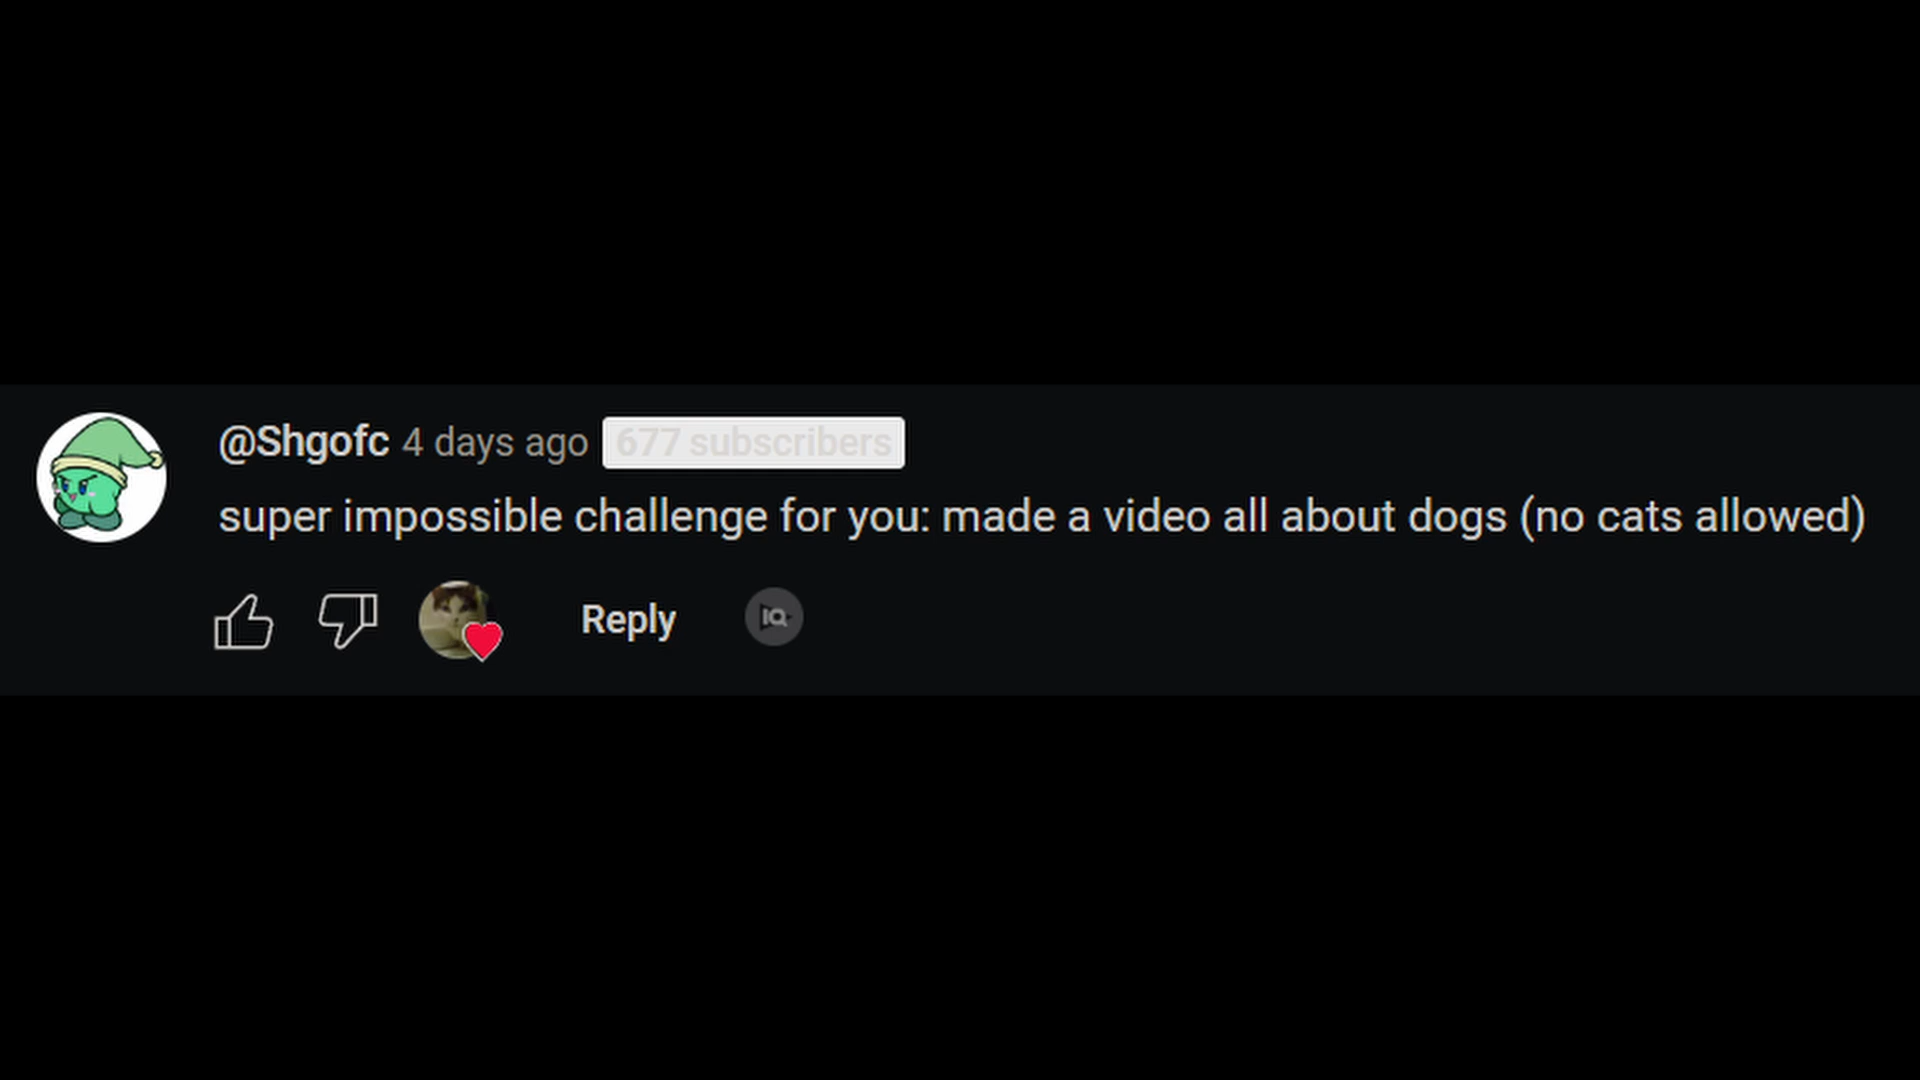 @Shgofc 4 days ago 677 subscribers
super impossible challenge for you: made a video all about dogs (no cats allowed)
Reply
IQ